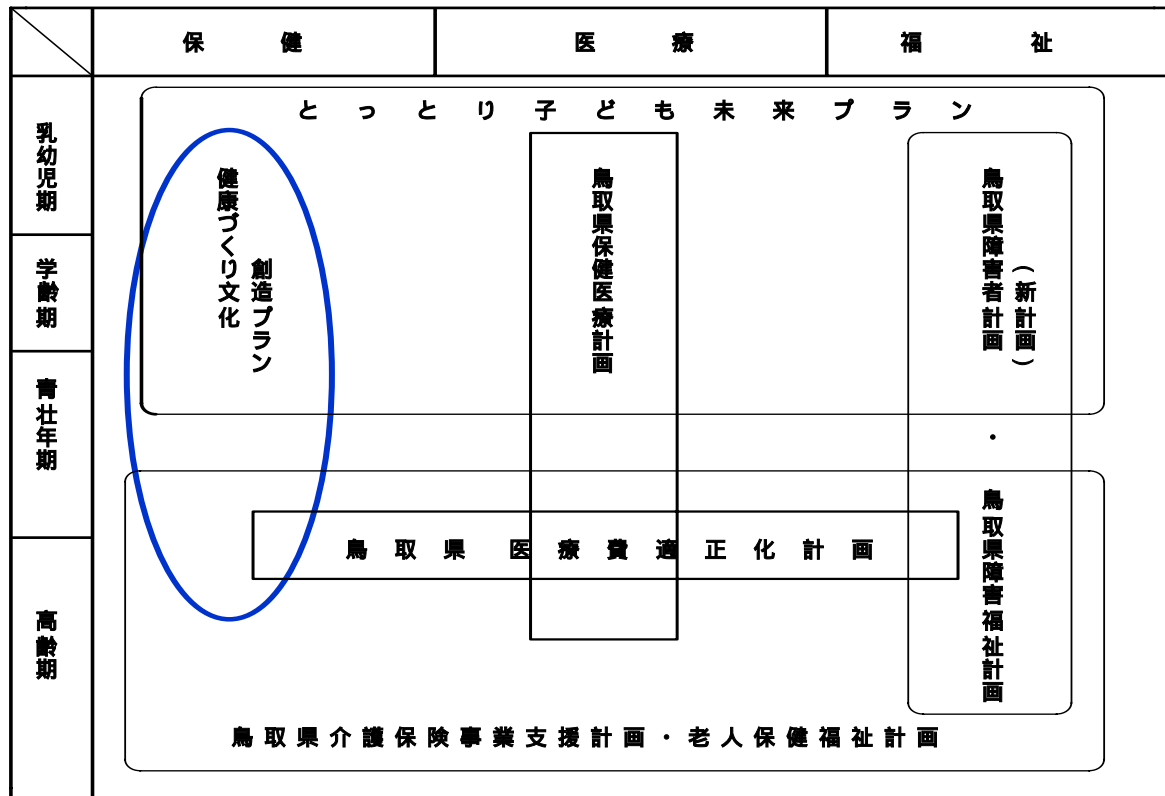 保健
医療
福祉
乳幼児期
学齢期
青壮年期
高齢期
とっとり子ども未来プラン
健康づくり文化
創造プラン
鳥取県保健医療計画
鳥取県障害者計画
（新計画）
・
鳥取県障害福祉計画
鳥取県 医療費適正化計画
鳥取県介護保険事業支援計画・老人保健福祉計画